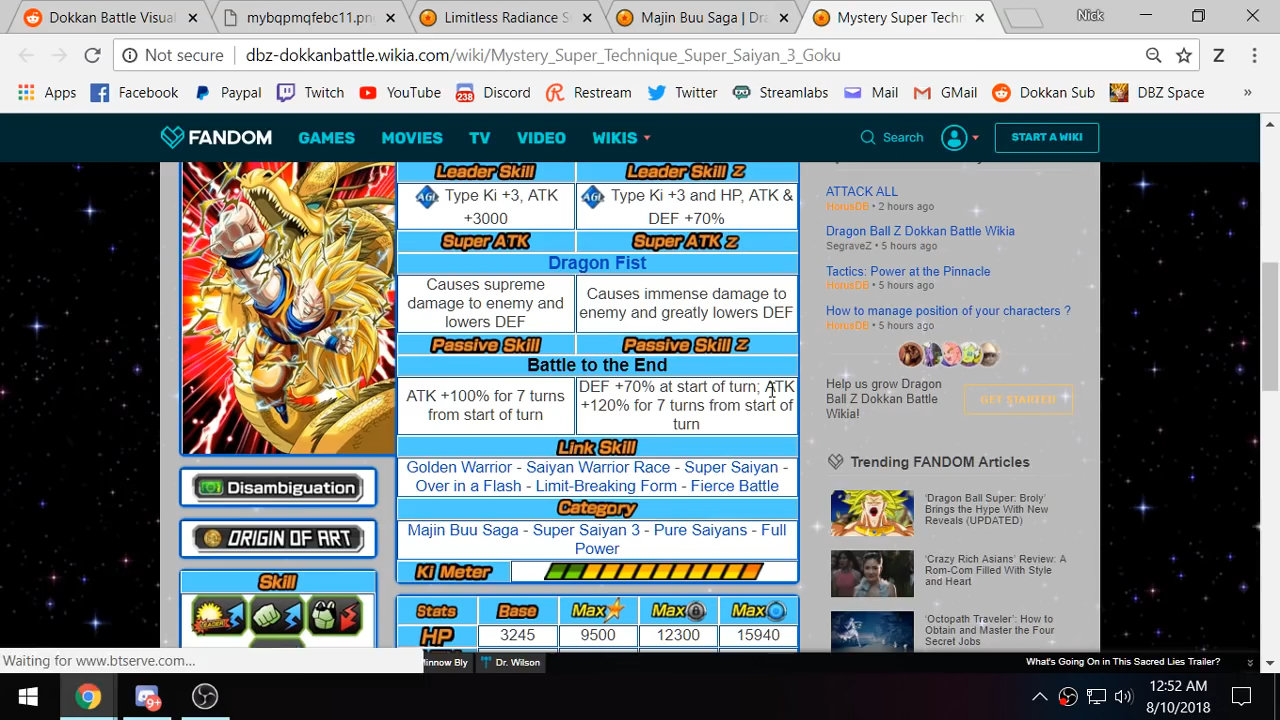 Dokkan Battle Visual
mybqpmqfebc11.pn
Limitless Radiance S
Majin Buu Saga | Dra
Mystery Super Techn
Nick
Not secure
dbz-dokkanbattle.wikia.com/wiki/Mystery_Super_Technique_Super_Saiyan_3_Goku
Z
Apps Facebook Paypal YouTube Twitch 238 Discord Restream Twitter Streamlabs Mail GMail Dokkan Sub DBZ Space »
FANDOM GAMES MOVIES TV VIDEO WIKIS Search START A WIKI
Leader Skill Leader Skill Z
AGL Type Ki +3, ATK
+3000
AGL Type Ki +3 and HP, ATK &
DEF +70%
Super ATK Super ATK Z
Dragon Fist
Causes supreme
damage to enemy and
lowers DEF
Causes immense damage to
enemy and greatly lowers DEF
Passive Skill Passive Skill Z
Battle to the End
ATK +100% for 7 turns
from start of turn
DEF +70% at start of turn; ATK
+120% for 7 turns from start of
turn
Link Skill
Golden Warrior - Saiyan Warrior Race - Super Saiyan -
Over in a Flash - Limit-Breaking Form - Fierce Battle
Category
Majin Buu Saga - Super Saiyan 3 - Pure Saiyans - Full
Power
Ki Meter
Stats Base Max Max Max
HP 3245 9500 12300 15940
Disambiguation
ORIGIN OF ART
Skill
LEADER
ATTACK ALL
HorusDB • 2 hours ago
Dragon Ball Z Dokkan Battle Wikia
SegraveZ • 5 hours ago
Tactics: Power at the Pinnacle
HorusDB • 5 hours ago
How to manage position of your characters ?
HorusDB • 5 hours ago
Help us grow Dragon
Ball Z Dokkan Battle
Wikia!
GET STARTED
Trending FANDOM Articles
'Dragon Ball Super: Broly'
Brings the Hype With New
Reveals (UPDATED)
'Crazy Rich Asians' Review: A
Rom-Com Filled With Style
and Heart
'Octopath Traveler': How to
Obtain and Master the Four
Secret Jobs
Waiting for www.btserve.com...
Minnow Bly Dr. Wilson What's Going On in This Sacred Lies Trailer?
9+
12:52 AM
8/10/2018